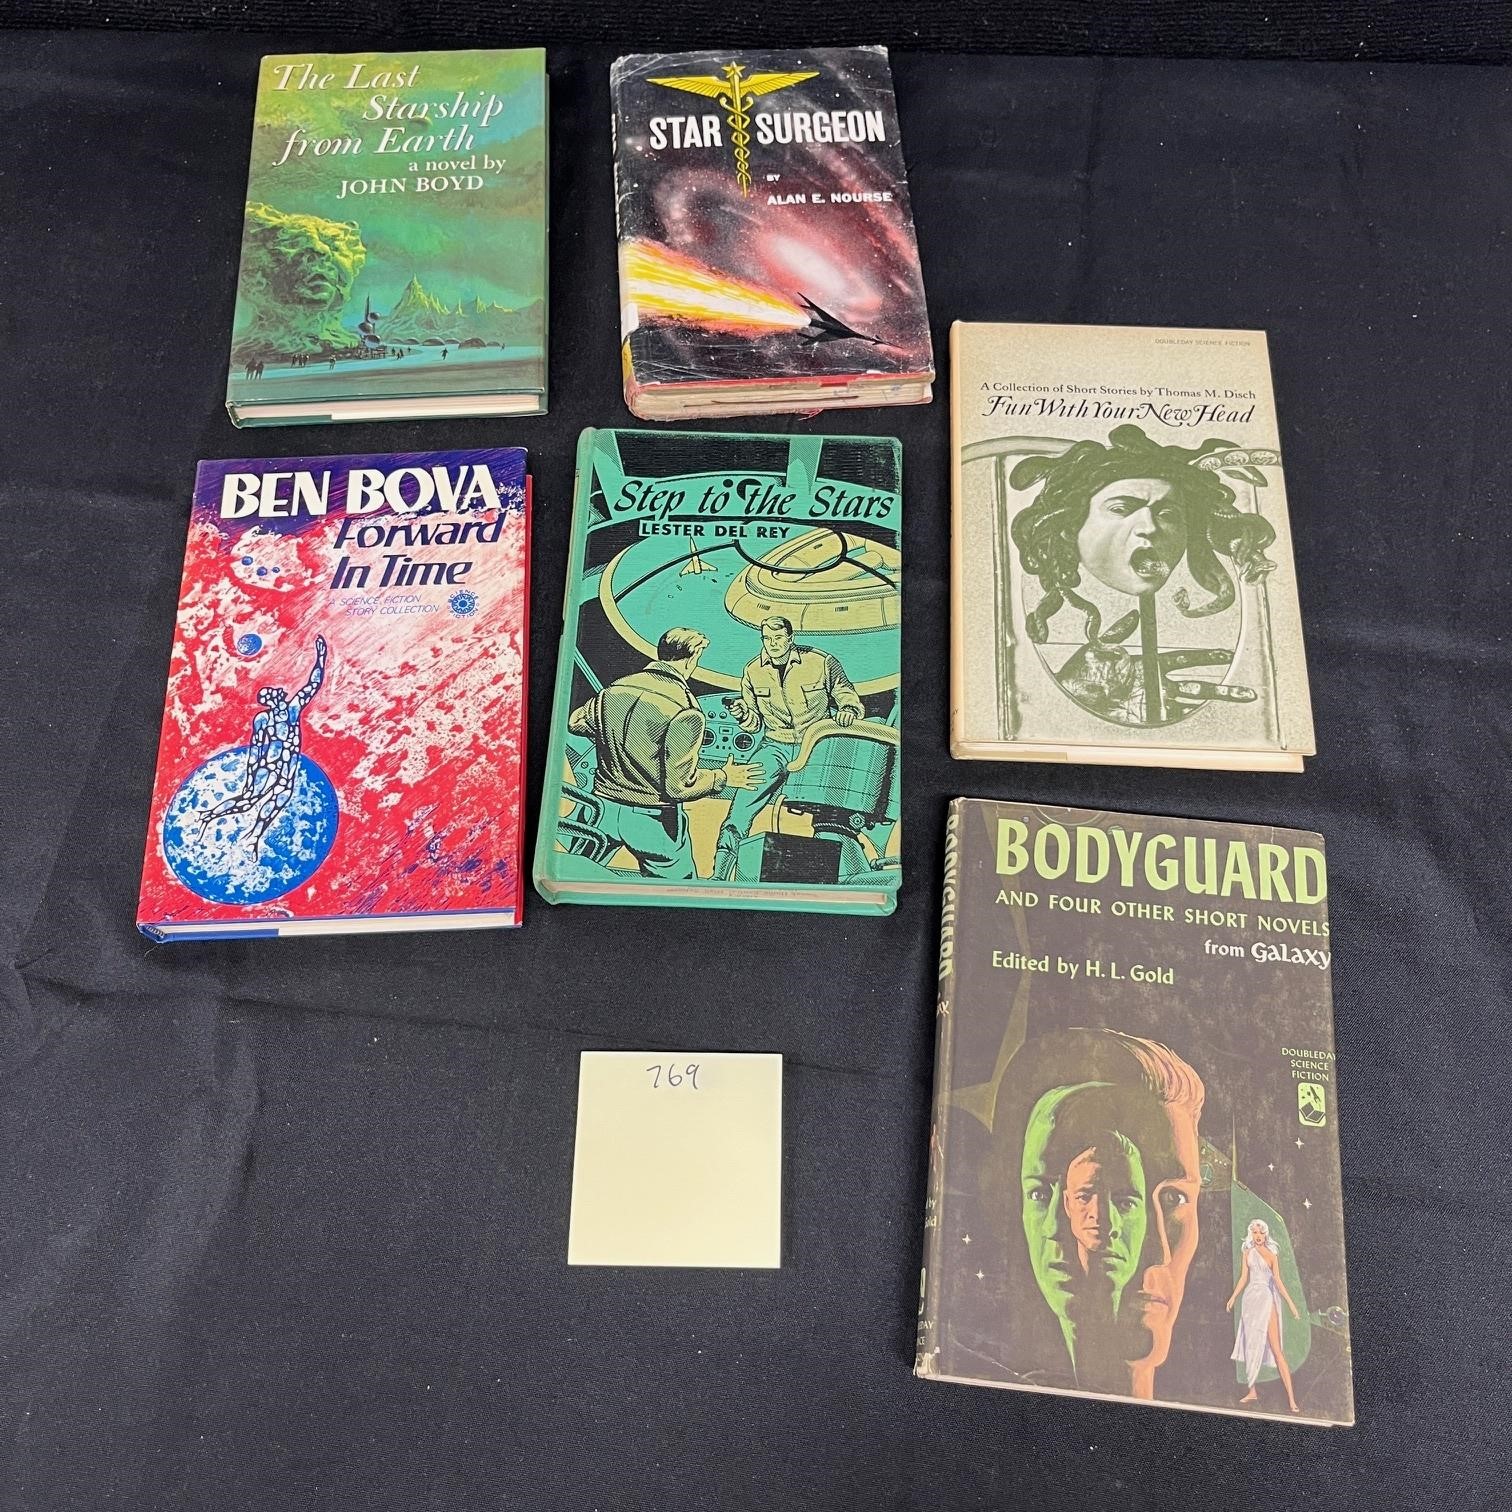 The Last
Starship
from Earth
a novel by
JOHN BOYD
STAR SURGEON
BY
ALAN E. NOURSE
DOUBLEDAY SCIENCE FICTION
A Collection of Short Stories by Thomas M. Disch
Fun With Your New Head
BEN BOVA
Forward
In Time
A SCIENCE FICTION
STORY COLLECTION
SCIENCE FICTION
Step to the Stars
LESTER DEL REY
BODYGUARD
AND FOUR OTHER SHORT NOVELS
from GALAXY
Edited by H. L. Gold
DOUBLEDAY
SCIENCE
FICTION
BODYGUARD
769